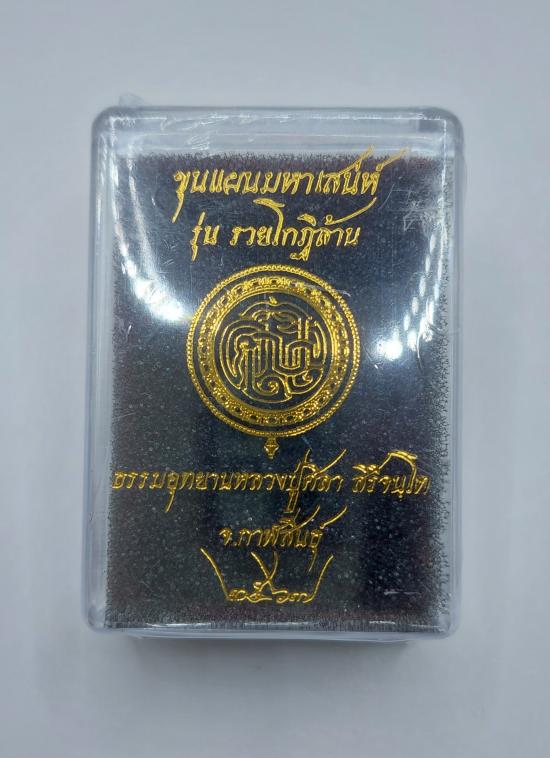 ขุนแผนมหาเสน่ห์
รุ่น รวยโกฏิล้าน
ธรรมอุทยานหลวงปู่ศิลา สิริจนฺโท
จ.กาฬสินธุ์
๒๕๖๗